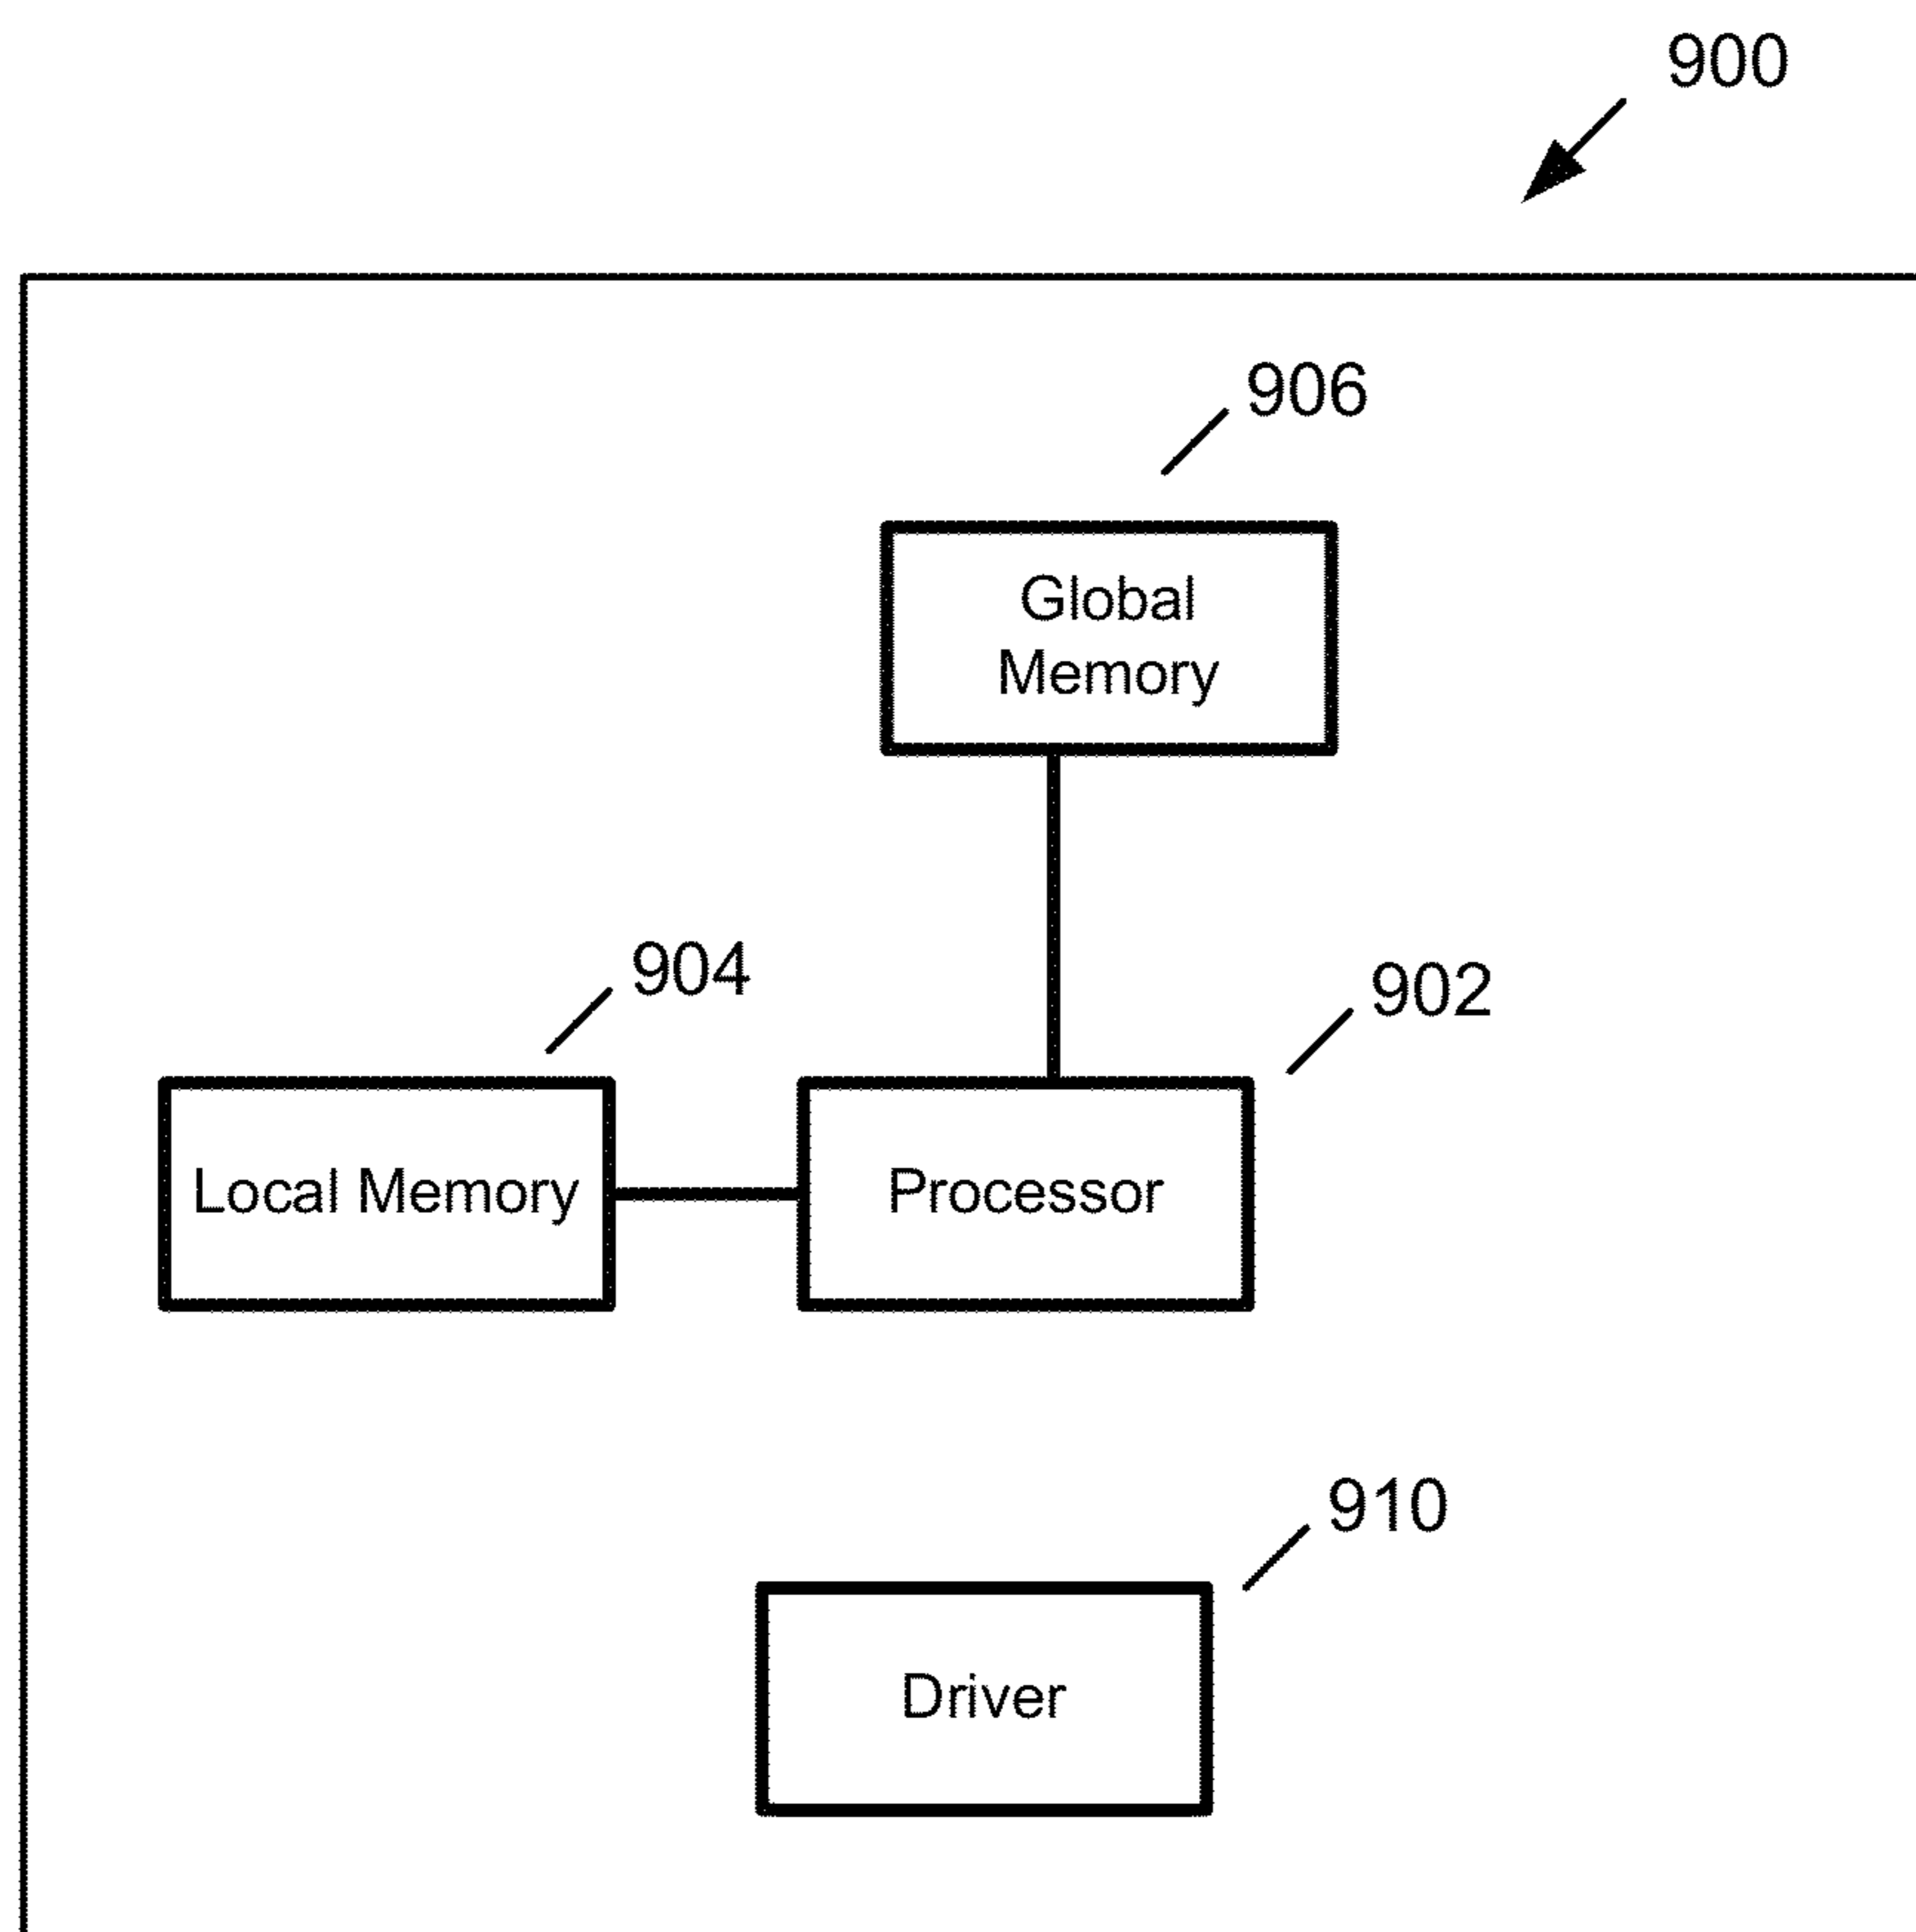 900
906
Global
Memory
904
902
Local Memory
Processor
910
Driver